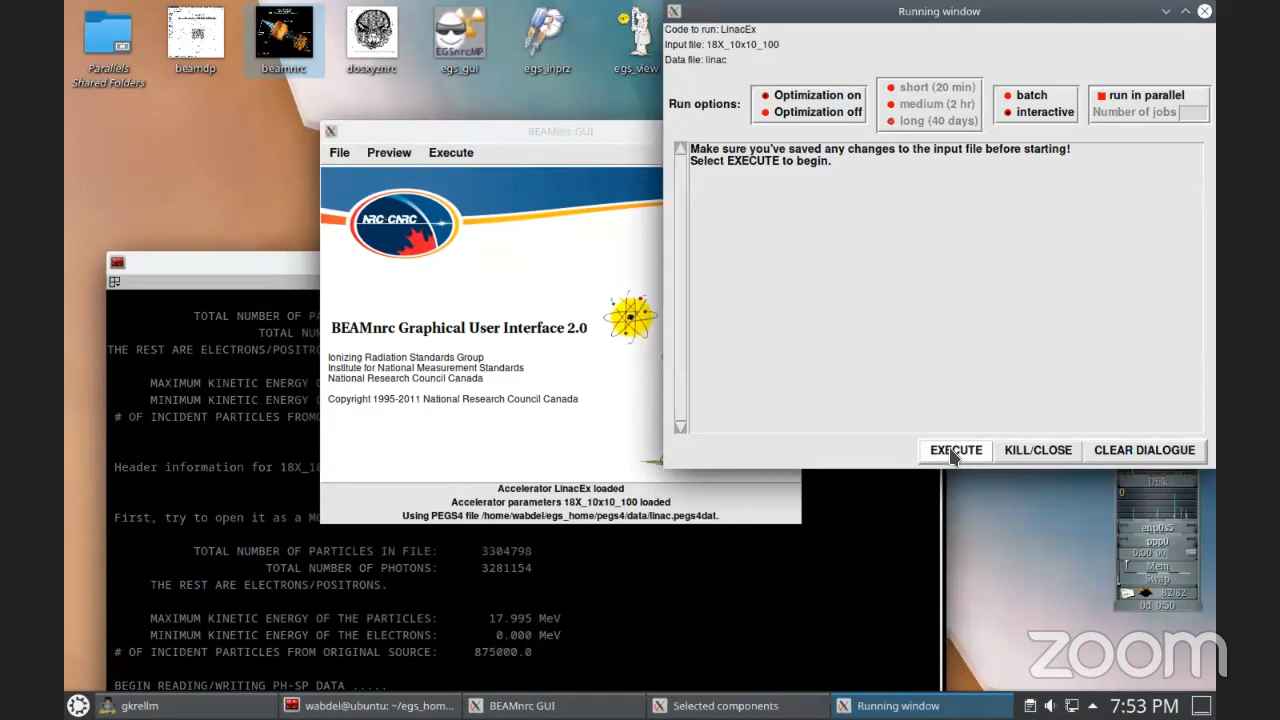 Parallels
Shared Folders
beamdp
beamnrc
dosxyznrc
EGSnrcMP
egs_gui
egs_inprz
egs_view
Running window
Code to run: LinacEx
Input file: 18X_10x10_100
Data file: linac
Run options:
Optimization on
Optimization off
short (20 min)
medium (2 hr)
long (40 days)
batch
interactive
run in parallel
Number of jobs
Make sure you've saved any changes to the input file before starting!
Select EXECUTE to begin.
EXECUTE
KILL/CLOSE
CLEAR DIALOGUE
BEAMnrc GUI
File
Preview
Execute
NRC-CNRC
BEAMnrc Graphical User Interface 2.0
Ionizing Radiation Standards Group
Institute for National Measurement Standards
National Research Council Canada
Copyright 1995-2011 National Research Council Canada
Accelerator LinacEx loaded
Accelerator parameters 18X_10x10_100 loaded
Using PEGS4 file /home/wabdel/egs_home/pegs4/data/linac.pegs4dat.
TOTAL NUMBER OF
TOTAL NUM
THE REST ARE ELECTRONS/POSITRO
MAXIMUM KINETIC ENERGY O
MINIMUM KINETIC ENERGY O
# OF INCIDENT PARTICLES FROM
Header information for 18X_1
First, try to open it as a MO
TOTAL NUMBER OF PARTICLES IN FILE: 3304798
TOTAL NUMBER OF PHOTONS: 3281154
THE REST ARE ELECTRONS/POSITRONS.
MAXIMUM KINETIC ENERGY OF THE PARTICLES: 17.995 MeV
MINIMUM KINETIC ENERGY OF THE ELECTRONS: 0.000 MeV
# OF INCIDENT PARTICLES FROM ORIGINAL SOURCE: 875000.0
BEGIN READING/WRITING PH-SP DATA .....
Disk
0
enp0s5
ppp0
0:00 00
Mem
Swap
82/82
0d 0:50
zoom
gkrellm
wabdel@ubuntu: ~/egs_hom...
BEAMnrc GUI
Selected components
Running window
7:53 PM